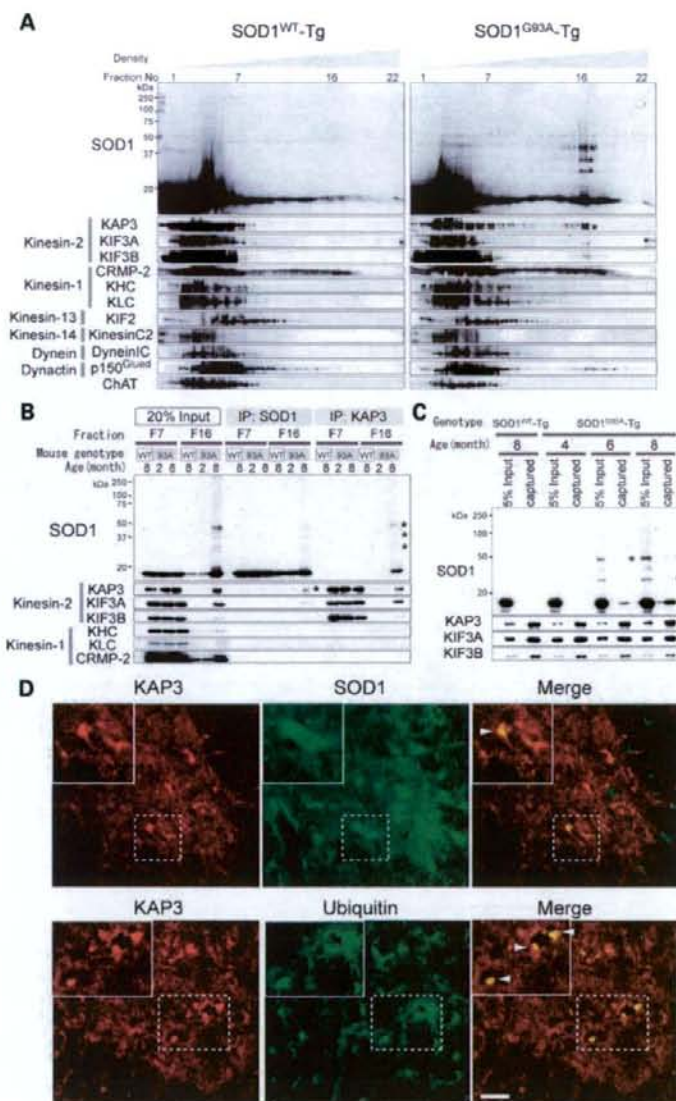 A
SOD1WT-Tg SOD1G93A-Tg
Density
Fraction No 1 7 16 22 1 7 16 22
kDa
250
100
75
50
37
20
SOD1
Kinesin-2
KAP3
KIF3A
KIF3B
Kinesin-1
CRMP-2
KHC
KLC
Kinesin-13 KIF2
Kinesin-14 KinesinC2
Dynein DyneinIC
Dynactin p150Glued
ChAT
B
20% Input IP: SOD1 IP: KAP3
Fraction F7 F16 F7 F16 F7 F16
Mouse genotype WT 93A WT 93A WT 93A WT 93A WT 93A WT 93A
Age(month) 8 2 8 8 2 8 8 2 8 8 2 8 8 2 8 8 2 8
kDa
250
100
75
50
37
20
SOD1
Kinesin-2
KAP3
KIF3A
KIF3B
Kinesin-1
KHC
KLC
CRMP-2
C
Genotype SOD1WT-Tg SOD1G93A-Tg
Age(month) 8 4 6 8
5% Input captured 5% Input captured 5% Input captured 5% Input captured
kDa
250
100
50
20
SOD1
KAP3
KIF3A
KIF3B
D
KAP3 SOD1 Merge
KAP3 Ubiquitin Merge